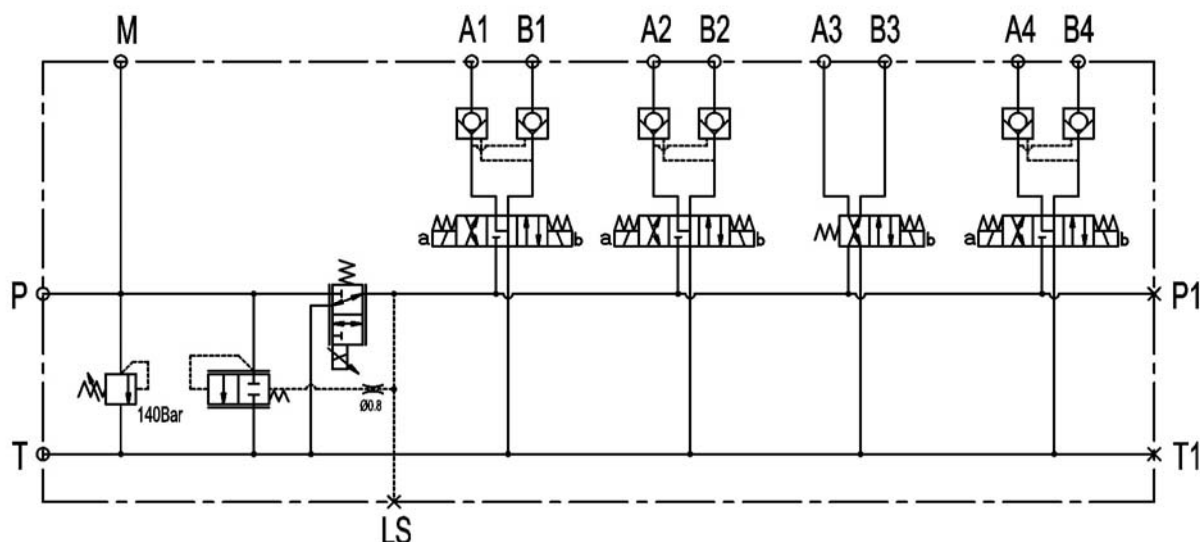 M A1 B1 A2 B2 A3 B3 A4 B4
a b a b b a b
P P1
140Bar Ø0.8
T T1
LS